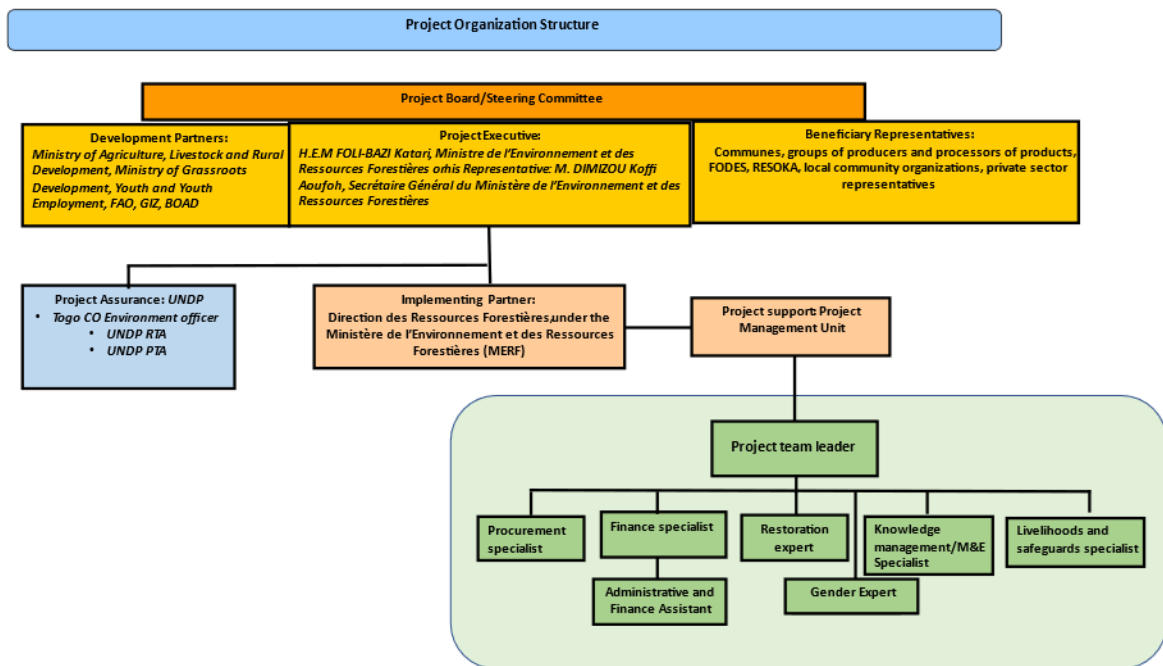 Project Organization Structure
Project Board/Steering Committee
Development Partners:
Ministry of Agriculture, Livestock and Rural
Development, Ministry of Grassroots
Development, Youth and Youth
Employment, FAO, GIZ, BOAD
Project Executive:
H.E.M FOLI-BAZI Katari, Ministre de l'Environnement et des
Ressources Forestières orhis Representative: M. DIMIZOU Koffi
Aoufoh, Secrétaire Général du Ministère de l'Environnement et des
Ressources Forestières
Beneficiary Representatives:
Communes, groups of producers and processors of products,
FODES, RESOKA, local community organizations, private sector
representatives
Project Assurance: UNDP
• Togo CO Environment officer
• UNDP RTA
• UNDP PTA
Implementing Partner:
Direction des Ressources Forestières,under the
Ministère de l'Environnement et des Ressources
Forestières (MERF)
Project support: Project
Management Unit
Project team leader
Procurement
specialist
Finance specialist
Restoration
expert
Knowledge
management/M&E
Specialist
Livelihoods and
safeguards specialist
Administrative and
Finance Assistant
Gender Expert